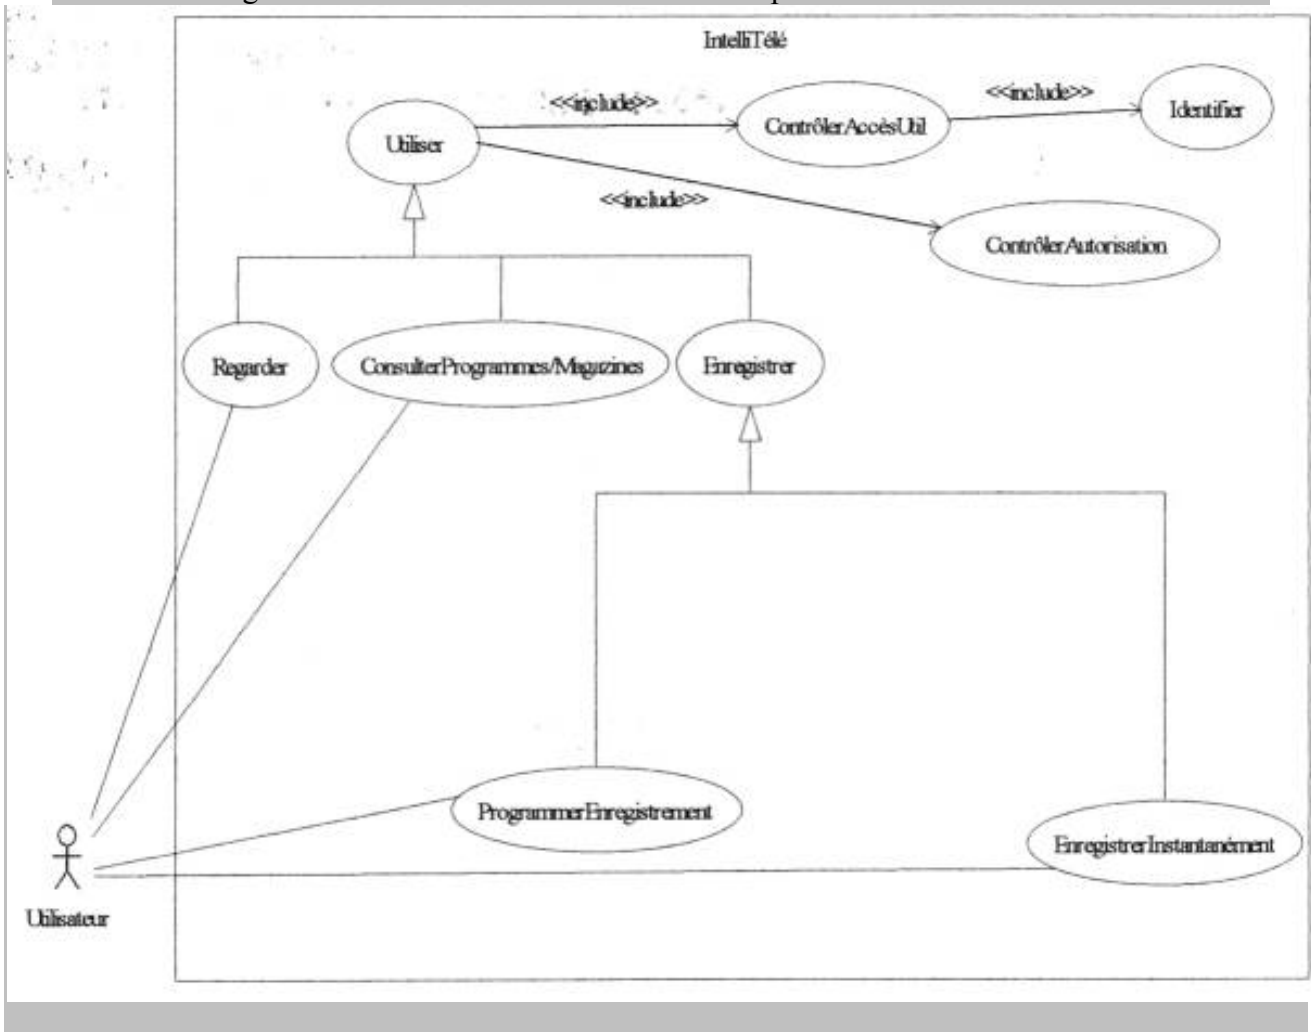 IntelliTélé
<<include>>
<<include>>
Utiliser
ContrôlerAccèsUtil
Identifier
<<include>>
ContrôlerAutorisation
Regarder
ConsulterProgrammes/Magazines
Enregistrer
ProgrammerEnregistrement
EnregistrerInstantanément
Utilisateur